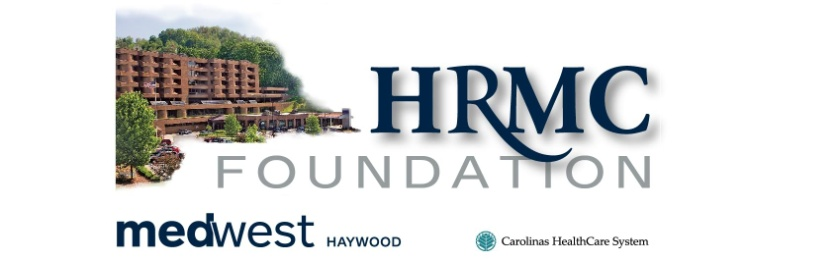 HRMC
FOUNDATION
medwest HAYWOOD
Carolinas HealthCare System